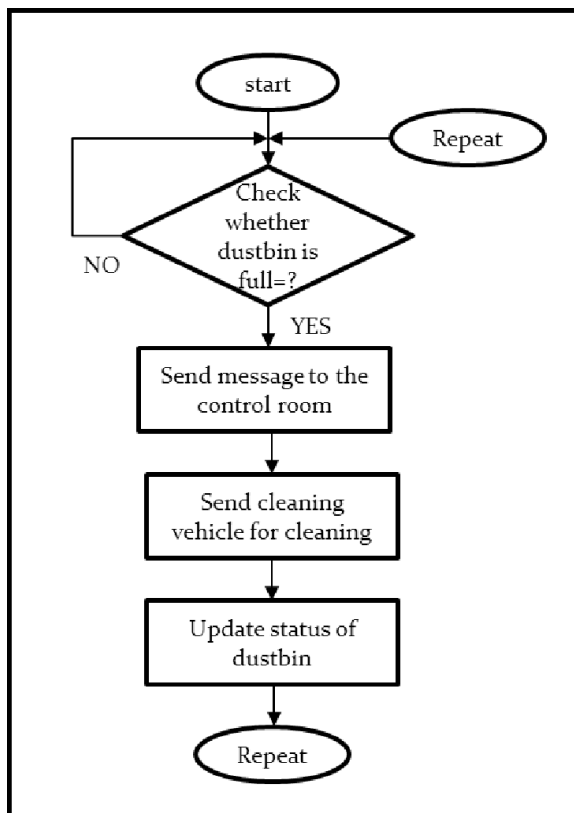 start
Repeat
Check
whether
dustbin is
full=?
NO
YES
Send message to the
control room
Send cleaning
vehicle for cleaning
Update status of
dustbin
Repeat